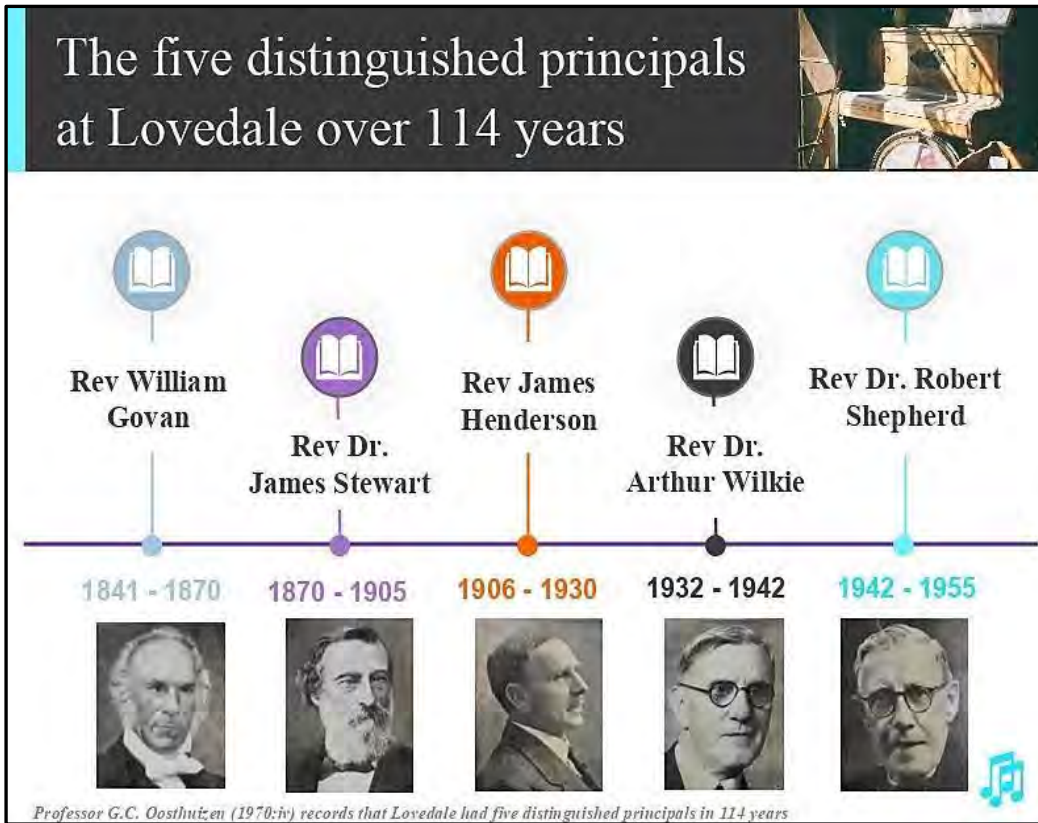 The five distinguished principals
at Lovedale over 114 years
Rev William
Govan
Rev Dr.
James Stewart
Rev James
Henderson
Rev Dr.
Arthur Wilkie
Rev Dr. Robert
Shepherd
1841 - 1870
1870 - 1905
1906 - 1930
1932 - 1942
1942 - 1955
Professor G.C. Oosthuizen (1970:iv) records that Lovedale had five distinguished principals in 114 years